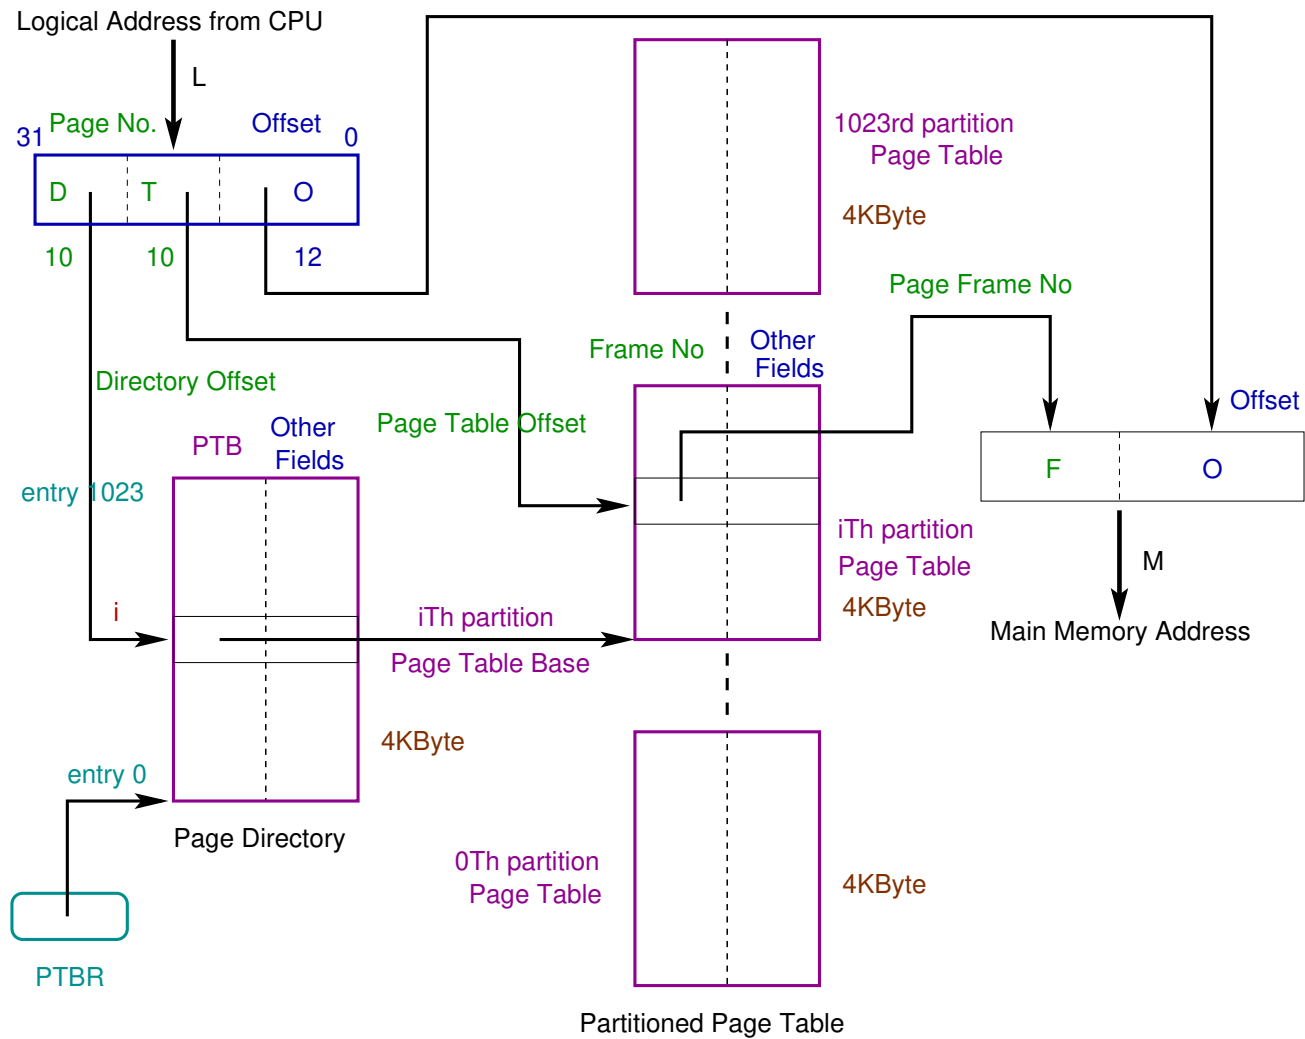 Logical Address from CPU
L
Page No.
Offset
31
0
D
T
O
10
10
12
1023rd partition
Page Table
4KByte
Page Frame No
Frame No
Other
Fields
Directory Offset
Page Table Offset
Offset
PTB
Other
Fields
F
O
entry 1023
iTh partition
Page Table
4KByte
M
i
iTh partition
Page Table Base
Main Memory Address
4KByte
entry 0
Page Directory
0Th partition
Page Table
4KByte
PTBR
Partitioned Page Table